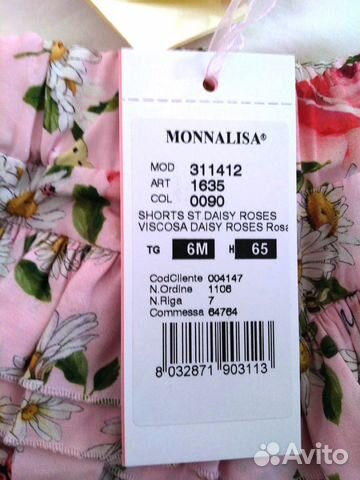 MONNALISA®
MOD 311412
ART 1635
COL 0090
SHORTS ST.DAISY ROSES
VISCOSA DAISY ROSES Rosa
TG 6M H 65
CodCliente 004147
N.Ordine 1106
N.Riga 7
Commessa 64764
8 032871 903113
Avito